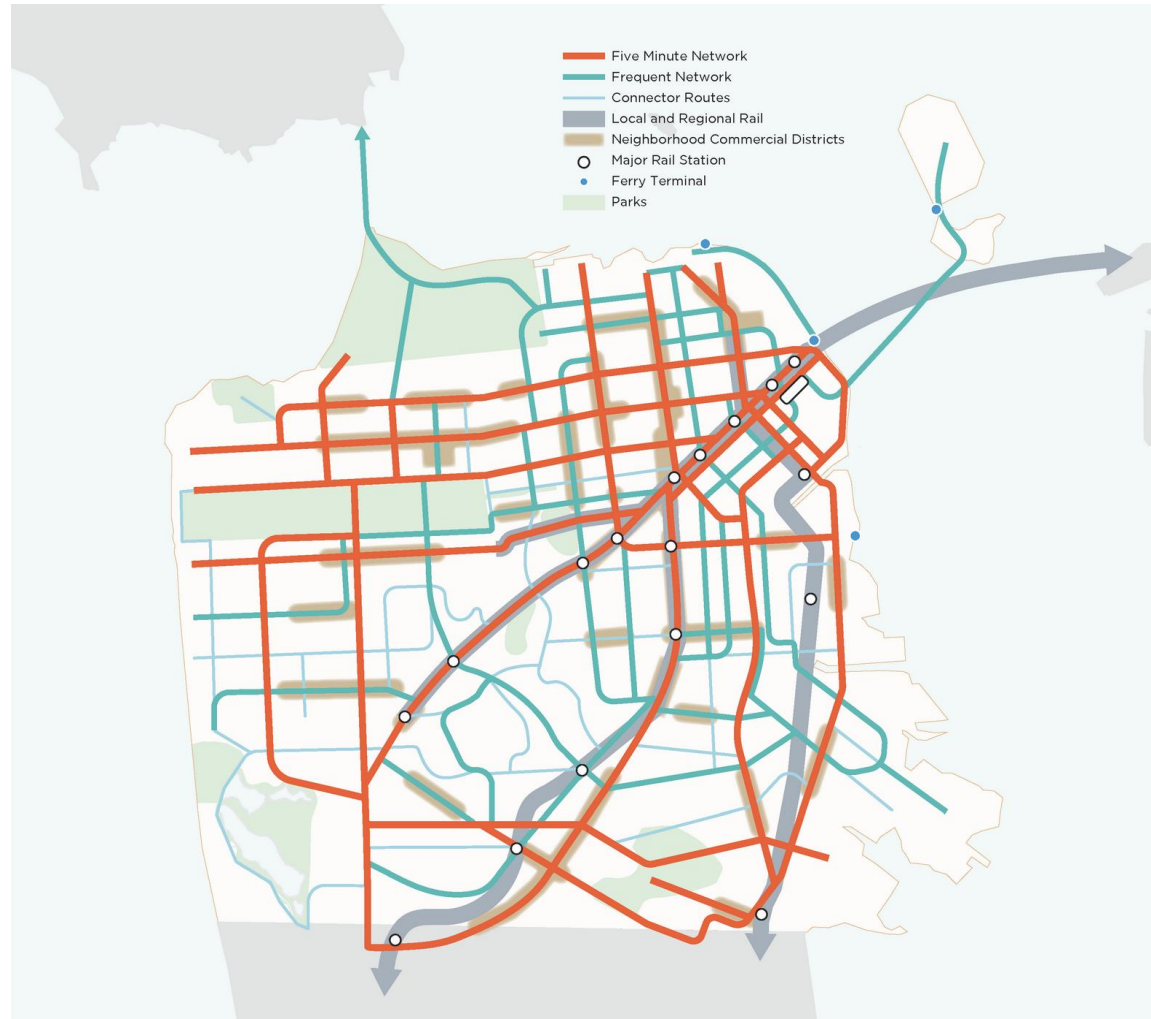 Five Minute Network
Frequent Network
Connector Routes
Local and Regional Rail
Neighborhood Commercial Districts
Major Rail Station
Ferry Terminal
Parks